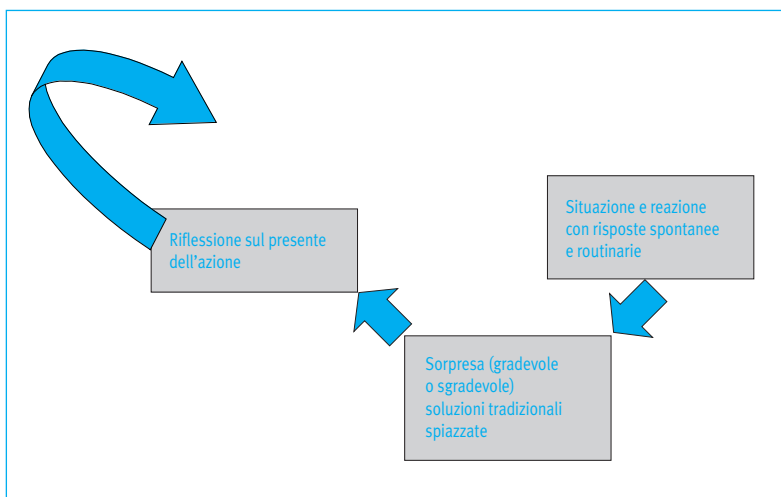 Riflessione sul presente
dell'azione
Situazione e reazione
con risposte spontanee
e routinarie
Sorpresa (gradevole
o sgradevole)
soluzioni tradizionali
spiazzate